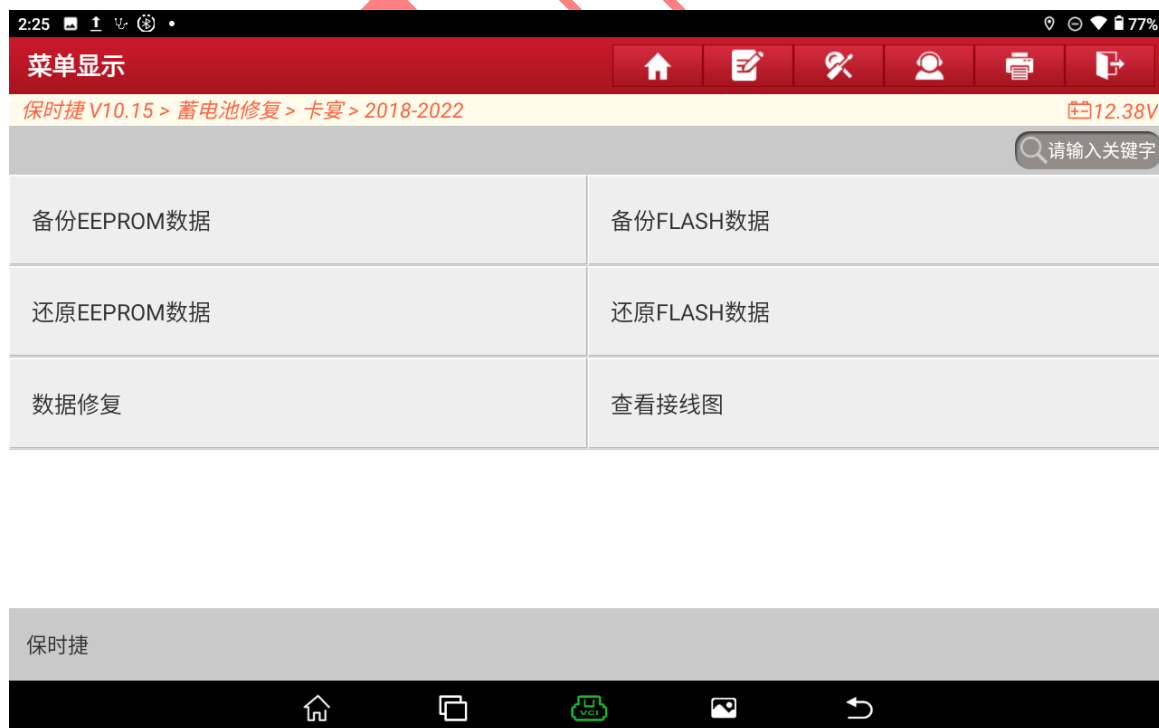 2:25 77%
菜单显示
保时捷 V10.15 > 蓄电池修复 > 卡宴 > 2018-2022 12.38V
请输入关键字
备份EEPROM数据 备份FLASH数据
还原EEPROM数据 还原FLASH数据
数据修复 查看接线图
保时捷
VCI